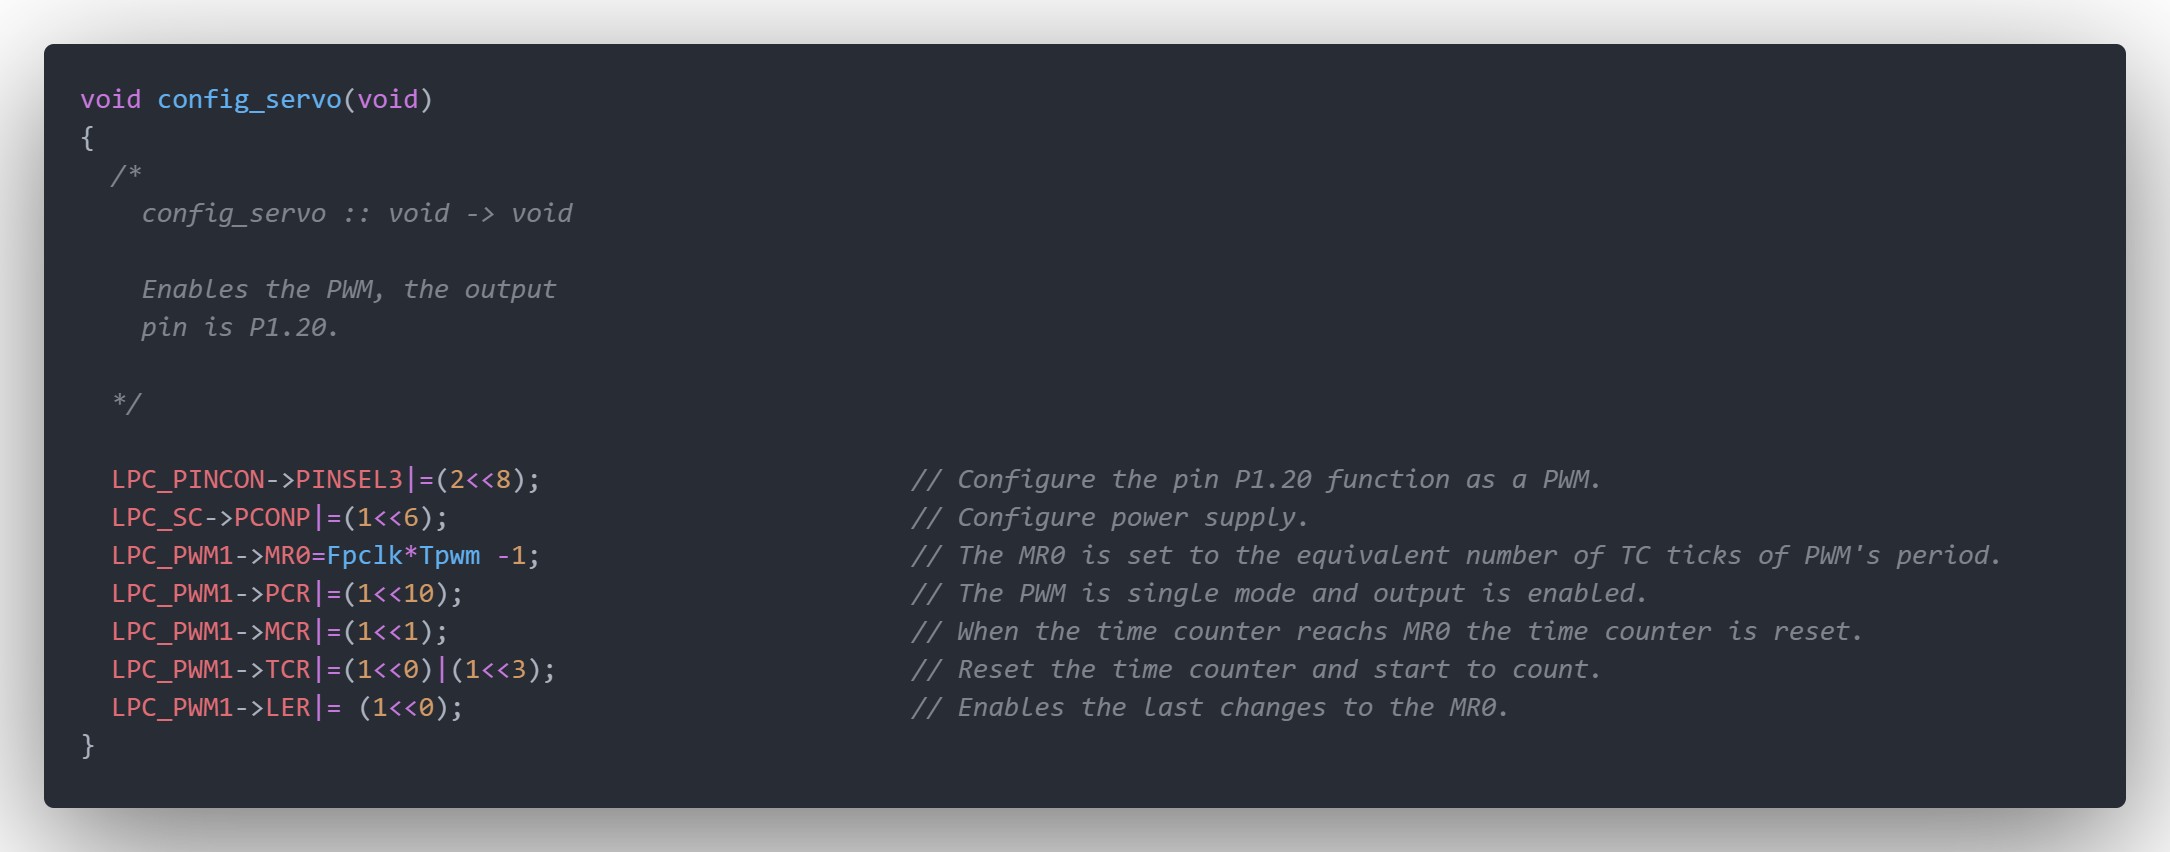 void config_servo(void)
{
  /*
    config_servo :: void -> void

    Enables the PWM, the output
    pin is P1.20.

  */

  LPC_PINCON->PINSEL3|=(2<<8);                        // Configure the pin P1.20 function as a PWM.
  LPC_SC->PCONP|=(1<<6);                              // Configure power supply.
  LPC_PWM1->MR0=Fpclk*Tpwm -1;                        // The MR0 is set to the equivalent number of TC ticks of PWM's period.
  LPC_PWM1->PCR|=(1<<10);                             // The PWM is single mode and output is enabled.
  LPC_PWM1->MCR|=(1<<1);                              // When the time counter reachs MR0 the time counter is reset.
  LPC_PWM1->TCR|=(1<<0)|(1<<3);                       // Reset the time counter and start to count.
  LPC_PWM1->LER|= (1<<0);                             // Enables the last changes to the MR0.
}